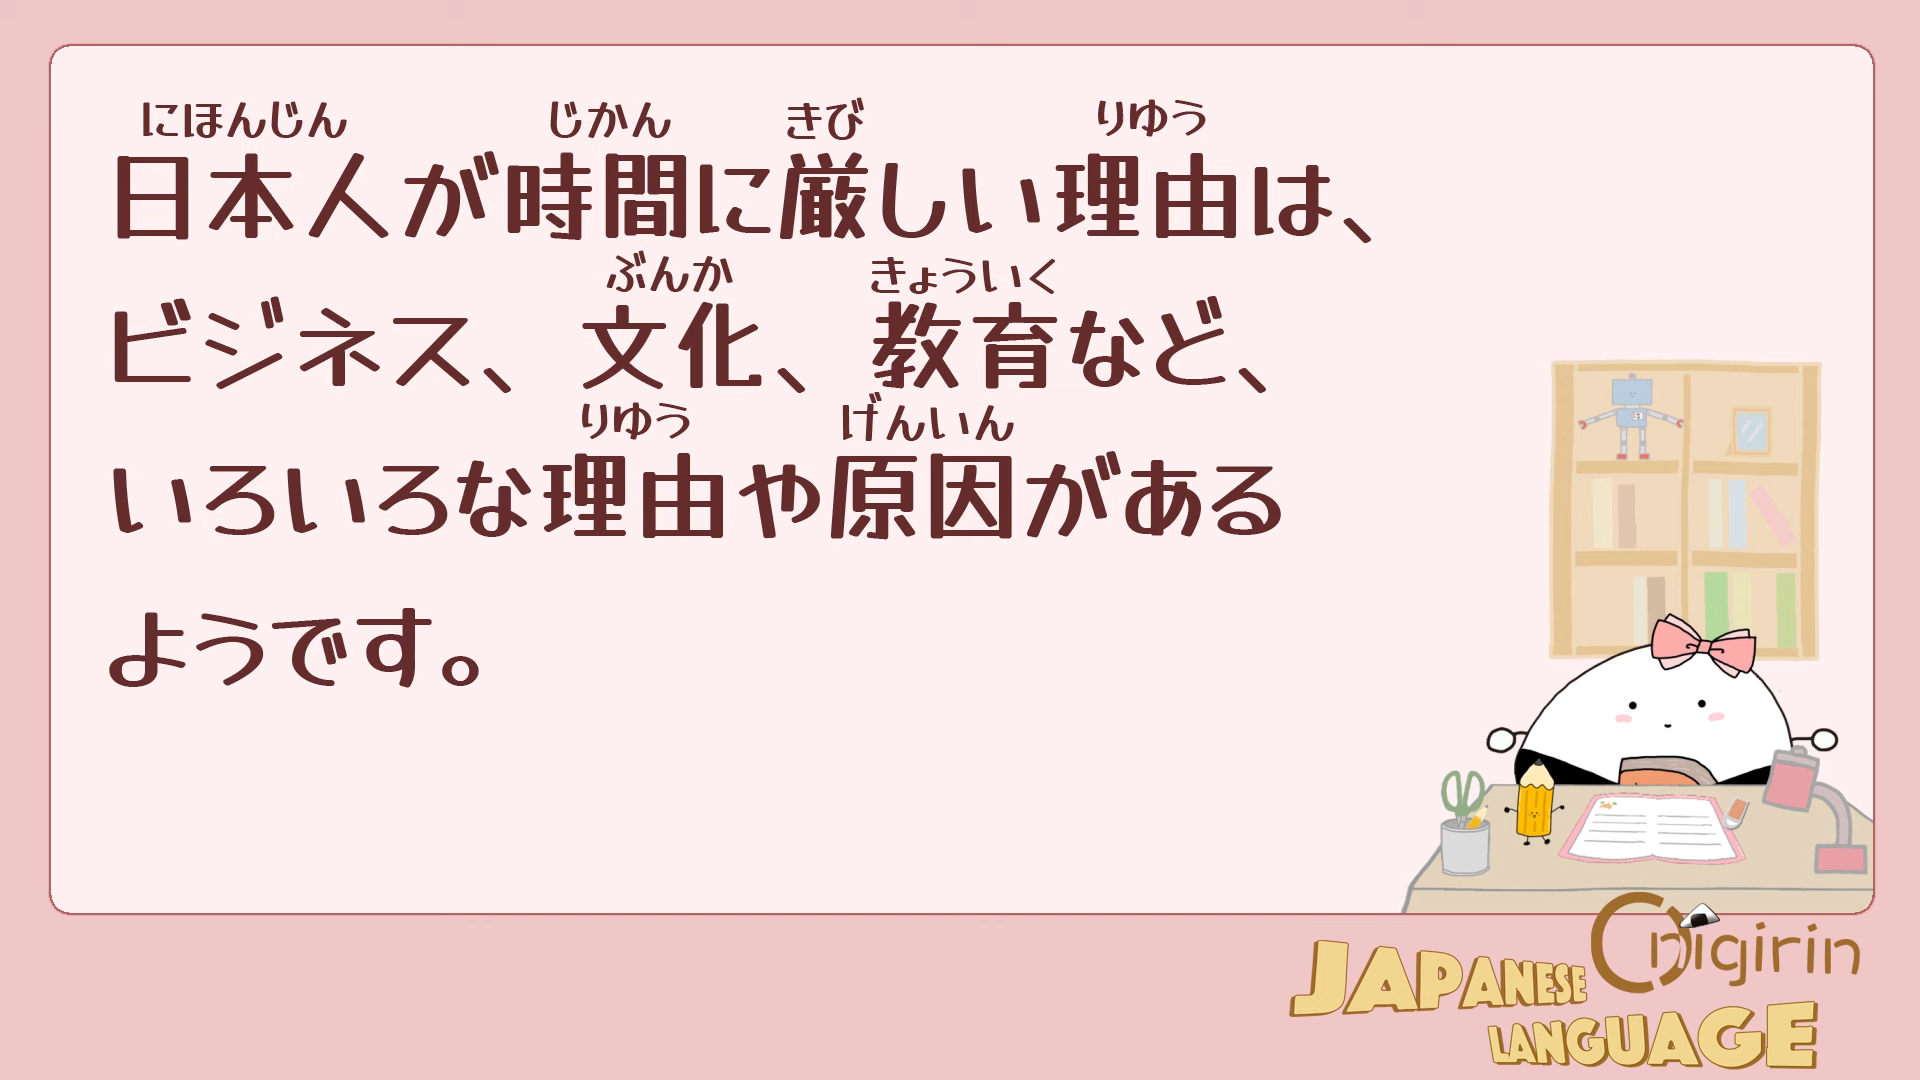 にほんじん じかん きび りゆう
日本人が時間に厳しい理由は、
ぶんか きょういく
ビジネス、文化、教育など、
りゆう げんいん
いろいろな理由や原因がある
ようです。
Onigirin
JAPANESE
LANGUAGE